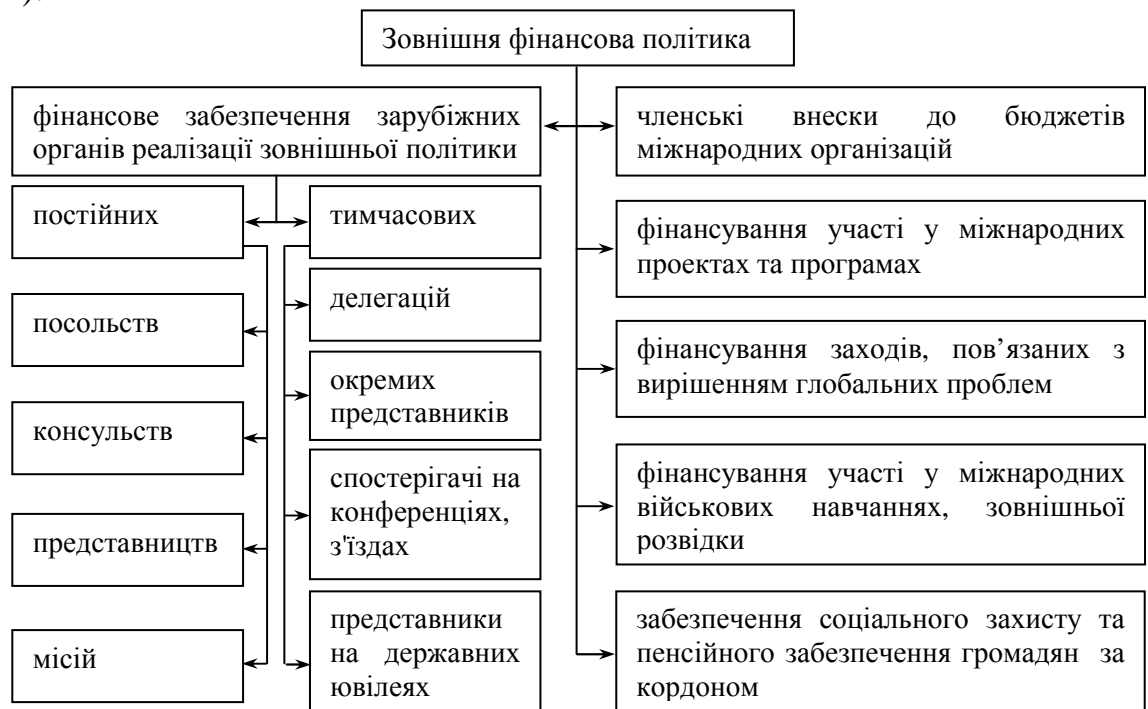 ).
Зовнішня фінансова політика
фінансове забезпечення зарубіжних
органів реалізації зовнішньої політики
постійних
посольств
консульств
представництв
місій
тимчасових
делегацій
окремих
представників
спостерігачі на
конференціях,
з'їздах
представники
на державних
ювілеях
членські внески до бюджетів
міжнародних організацій
фінансування участі у міжнародних
проектах та програмах
фінансування заходів, пов’язаних з
вирішенням глобальних проблем
фінансування участі у міжнародних
військових навчаннях, зовнішньої
розвідки
забезпечення соціального захисту та
пенсійного забезпечення громадян за
кордоном